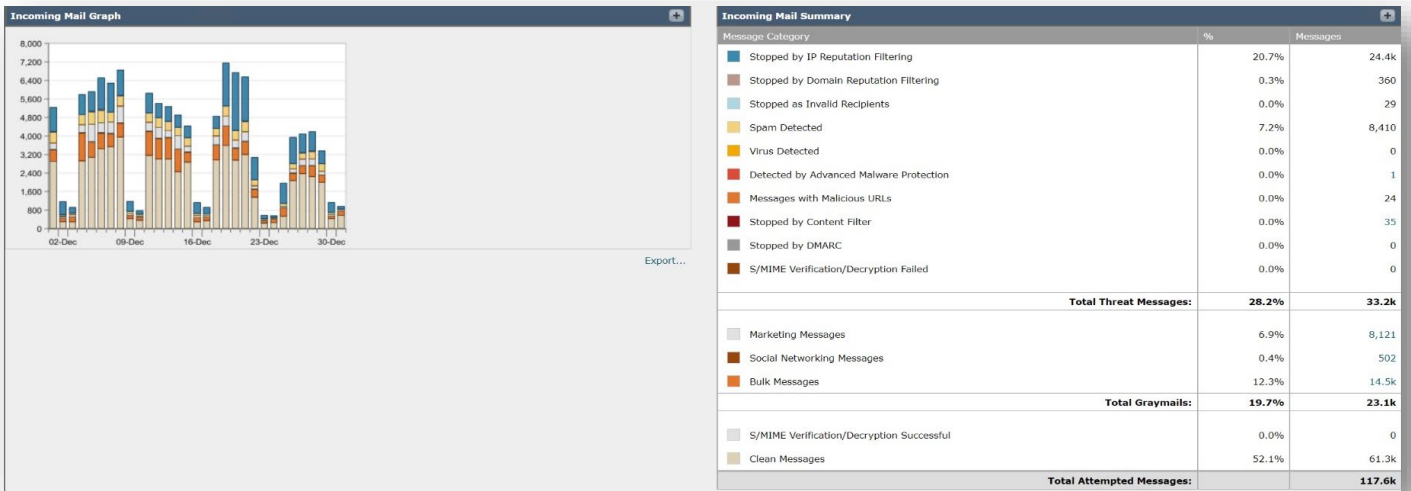 Incoming Mail Graph
8,000
7,200
6,400
5,600
4,800
4,000
3,200
2,400
1,600
800
0
02-Dec 09-Dec 16-Dec 23-Dec 30-Dec
Export...
Incoming Mail Summary
Message Category % Messages
Stopped by IP Reputation Filtering 20.7% 24.4k
Stopped by Domain Reputation Filtering 0.3% 360
Stopped as Invalid Recipients 0.0% 29
Spam Detected 7.2% 8,410
Virus Detected 0.0% 0
Detected by Advanced Malware Protection 0.0% 1
Messages with Malicious URLs 0.0% 24
Stopped by Content Filter 0.0% 35
Stopped by DMARC 0.0% 0
S/MIME Verification/Decryption Failed 0.0% 0
Total Threat Messages: 28.2% 33.2k
Marketing Messages 6.9% 8,121
Social Networking Messages 0.4% 502
Bulk Messages 12.3% 14.5k
Total Graymails: 19.7% 23.1k
S/MIME Verification/Decryption Successful 0.0% 0
Clean Messages 52.1% 61.3k
Total Attempted Messages: 117.6k